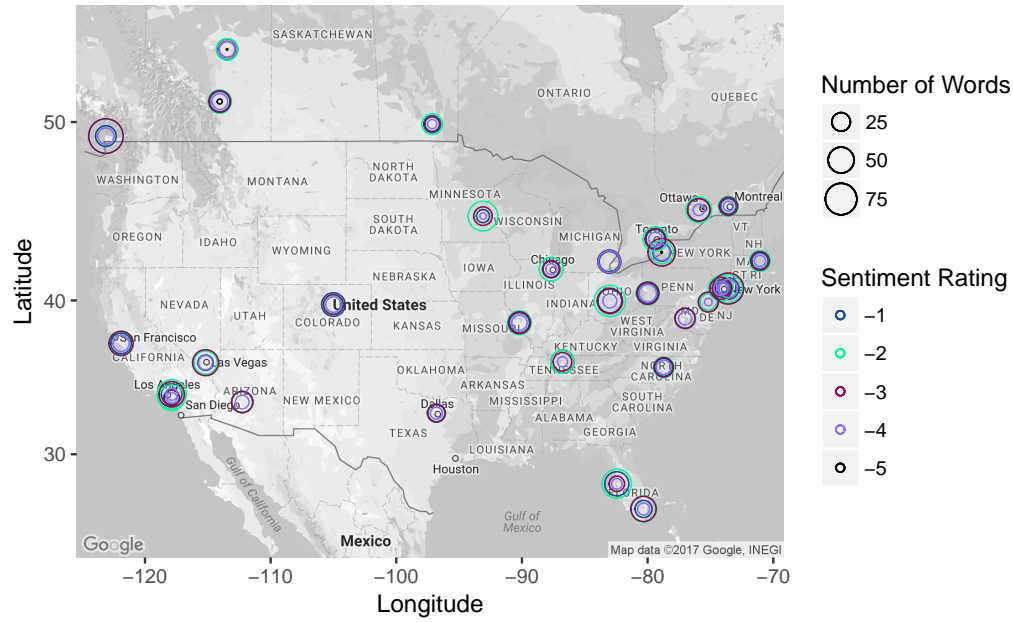 SASKATCHEWAN
ONTARIO
QUEBEC
50
WASHINGTON
MONTANA
NORTH
DAKOTA
MINNESOTA
Ottawa
Montreal
OREGON
IDAHO
SOUTH
DAKOTA
WISCONSIN
MICHIGAN
Toronto
VT
NH
WYOMING
IOWA
Chicago
NEW YORK
MA
CT RI
40
NEBRASKA
ILLINOIS
INDIANA
OHIO
PENN
New York
NEVADA
UTAH
COLORADO
United States
KANSAS
MISSOURI
WEST
VIRGINIA
MD
DE
NJ
San Francisco
CALIFORNIA
Las Vegas
KENTUCKY
VIRGINIA
Los Angeles
ARIZONA
NEW MEXICO
OKLAHOMA
TENNESSEE
NORTH
CAROLINA
San Diego
Dallas
ARKANSAS
MISSISSIPPI
SOUTH
CAROLINA
TEXAS
ALABAMA
GEORGIA
LOUISIANA
30
Houston
Gulf of California
FLORIDA
Gulf of
Mexico
Mexico
Google
Map data ©2017 Google, INEGI
−120
−110
−100
−90
−80
−70
Longitude
Latitude
Number of Words
25
50
75
Sentiment Rating
−1
−2
−3
−4
−5